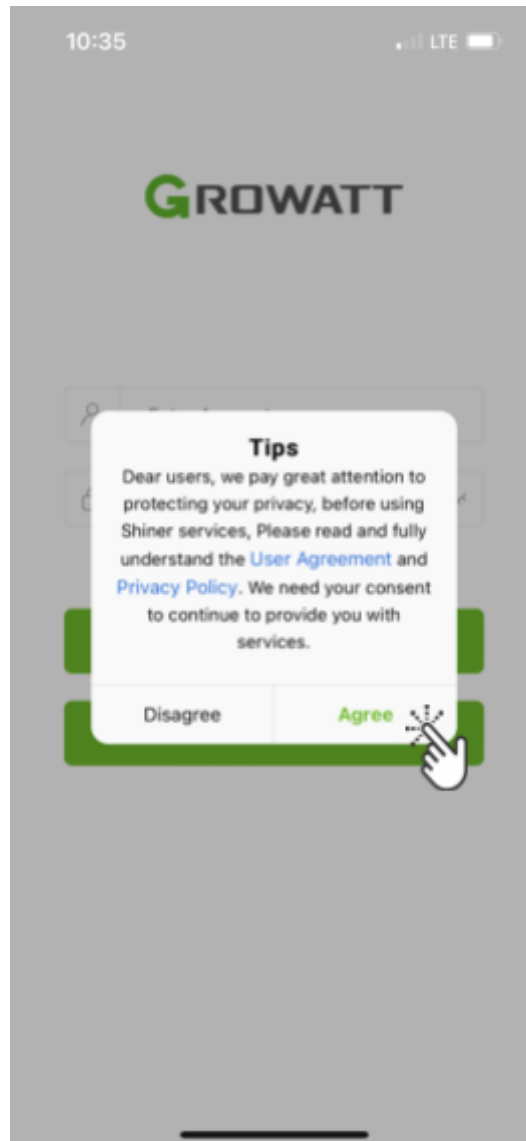 10:35
LTE
GROWATT
Tips
Dear users, we pay great attention to
protecting your privacy, before using
Shiner services, Please read and fully
understand the User Agreement and
Privacy Policy. We need your consent
to continue to provide you with
services.
Disagree
Agree